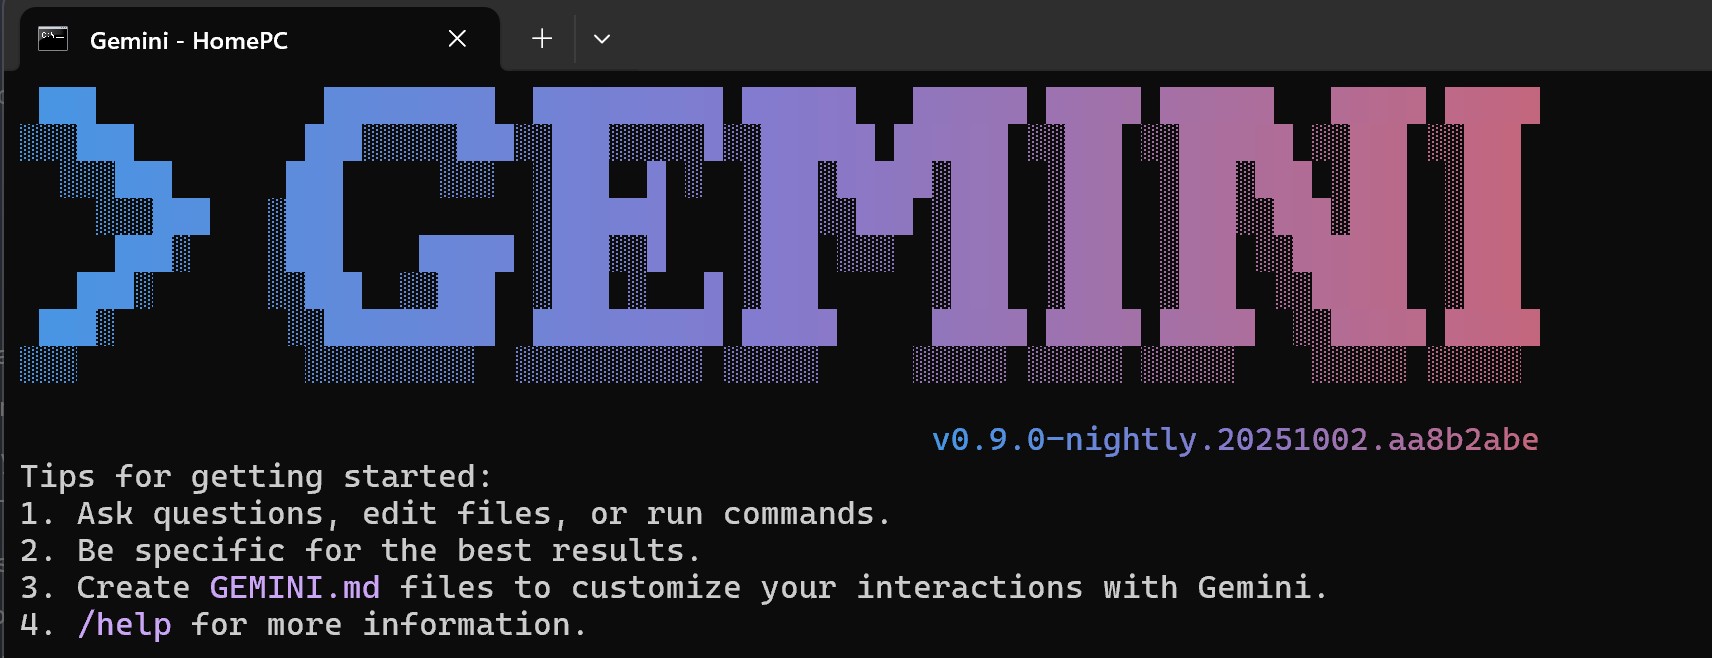 Gemini - HomePC
> GEMINI
v0.9.0-nightly.20251002.aa8b2abe
Tips for getting started:
1. Ask questions, edit files, or run commands.
2. Be specific for the best results.
3. Create GEMINI.md files to customize your interactions with Gemini.
4. /help for more information.